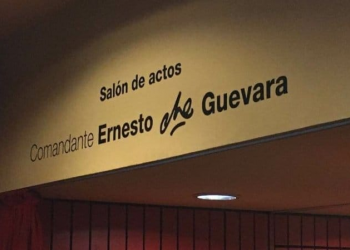 Salón de actos
Comandante Ernesto che Guevara